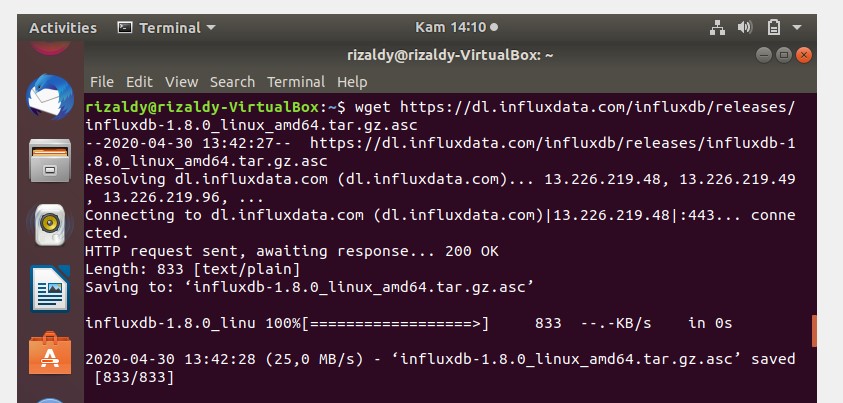 Activities Terminal Kam 14:10
rizaldy@rizaldy-VirtualBox: ~
File Edit View Search Terminal Help
rizaldy@rizaldy-VirtualBox:~$ wget https://dl.influxdata.com/influxdb/releases/
influxdb-1.8.0_linux_amd64.tar.gz.asc
--2020-04-30 13:42:27--  https://dl.influxdata.com/influxdb/releases/influxdb-1
.8.0_linux_amd64.tar.gz.asc
Resolving dl.influxdata.com (dl.influxdata.com)... 13.226.219.48, 13.226.219.49
, 13.226.219.96, ...
Connecting to dl.influxdata.com (dl.influxdata.com)|13.226.219.48|:443... conne
cted.
HTTP request sent, awaiting response... 200 OK
Length: 833 [text/plain]
Saving to: ‘influxdb-1.8.0_linux_amd64.tar.gz.asc’
influxdb-1.8.0_linu 100%[==================>]     833  --.-KB/s    in 0s
2020-04-30 13:42:28 (25,0 MB/s) - ‘influxdb-1.8.0_linux_amd64.tar.gz.asc’ saved
[833/833]